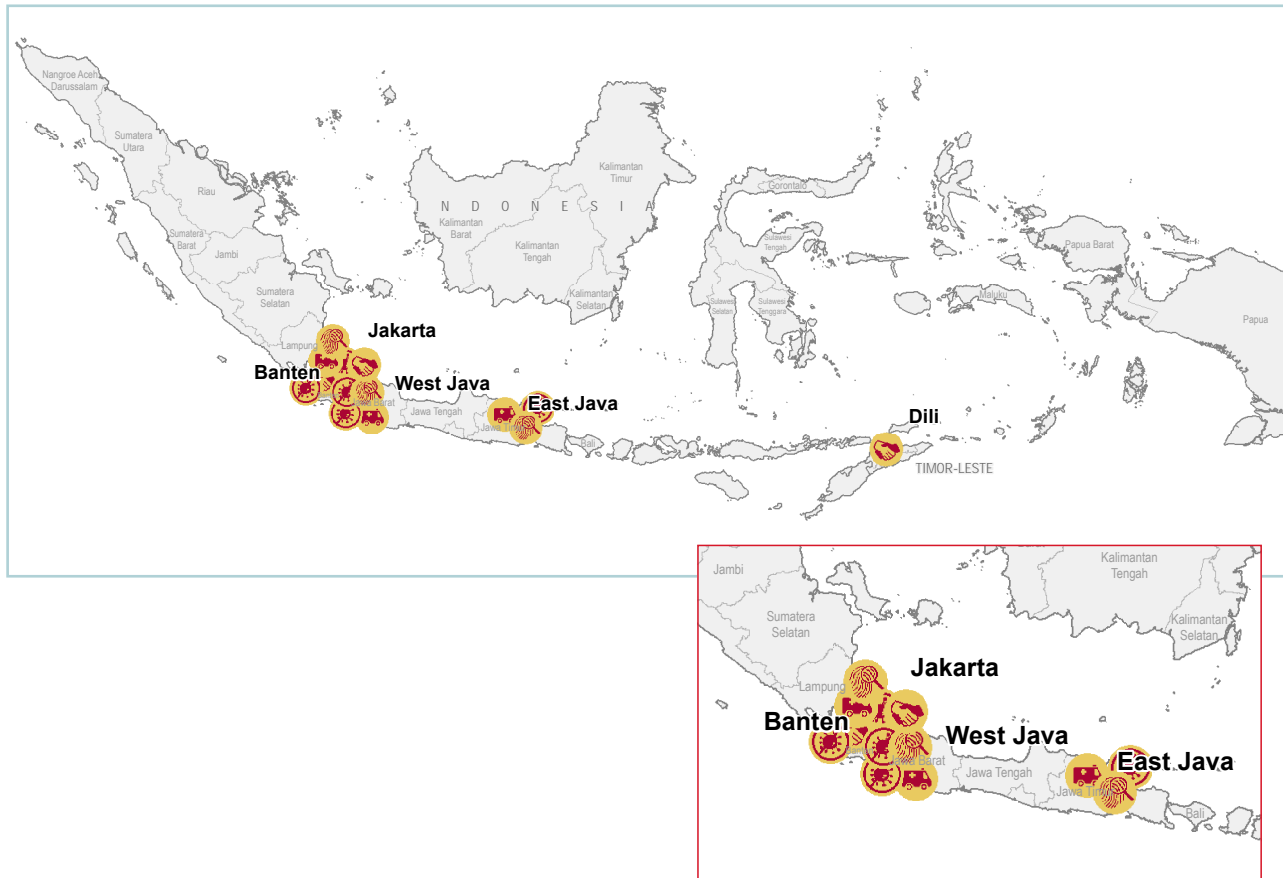 Nangroe Aceh
Darussalam
Sumatera
Utara
Riau
Sumatera
Barat
Jambi
Sumatera
Selatan
Lampung
INDONESIA
Kalimantan
Timur
Kalimantan
Barat
Kalimantan
Tengah
Kalimantan
Selatan
Gorontalo
Sulawesi
Tengah
Sulawesi
Selatan
Sulawesi
Tenggara
Maluku
Papua Barat
Papua
Jakarta
Banten
West Java
Jawa Tengah
East Java
Bali
Dili
TIMOR-LESTE
Jambi
Sumatera
Selatan
Lampung
Kalimantan
Tengah
Kalimantan
Selatan
Jakarta
Banten
West Java
Jawa Barat
Jawa Tengah
East Java
Bali